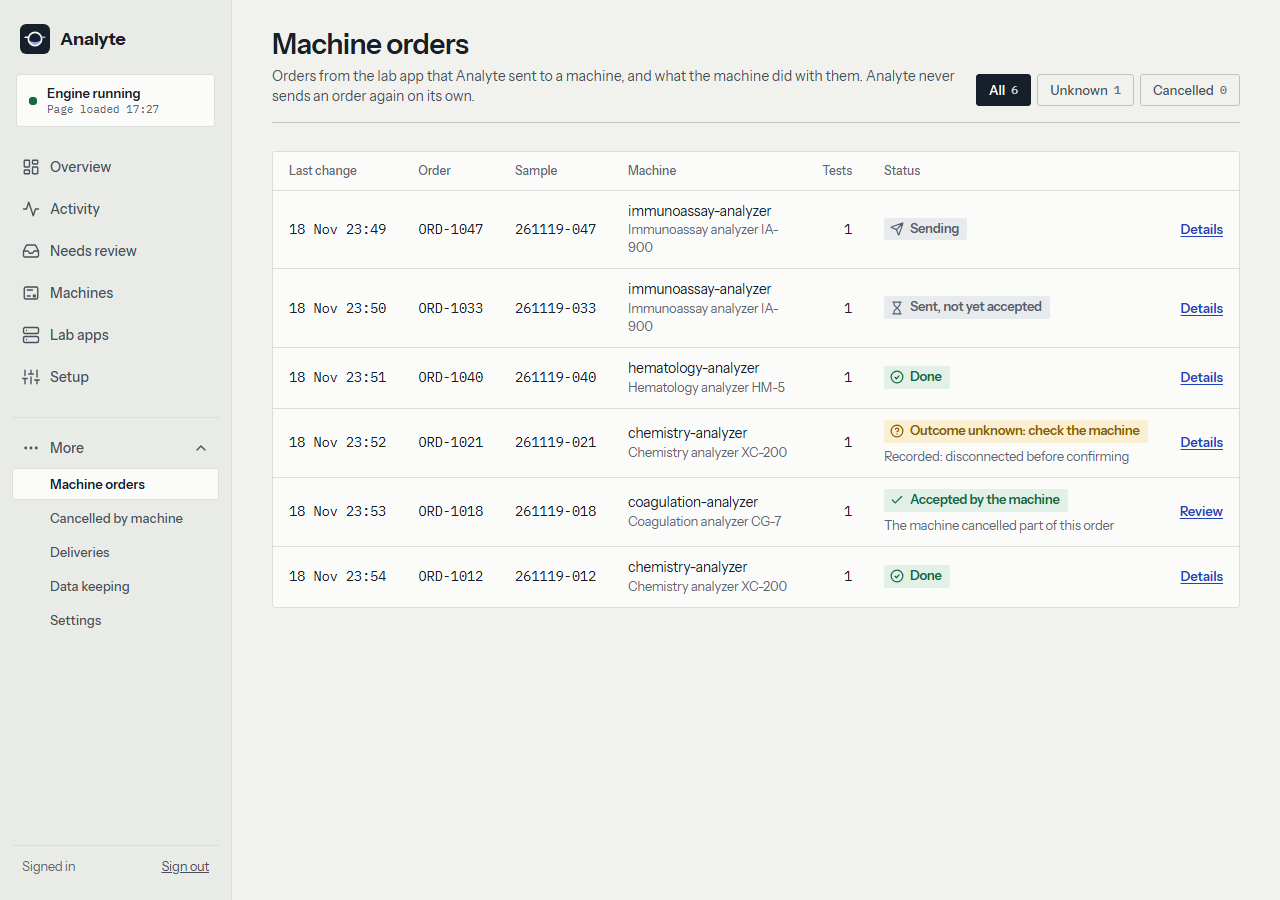 Analyte
Engine running
Page loaded 17:27
Overview
Activity
Needs review
Machines
Lab apps
Setup
More
Machine orders
Cancelled by machine
Deliveries
Data keeping
Settings
Signed in Sign out
Machine orders
Orders from the lab app that Analyte sent to a machine, and what the machine did with them. Analyte never
sends an order again on its own.
All 6 Unknown 1 Cancelled 0
Last change Order Sample Machine Tests Status
18 Nov 23:49 ORD-1047 261119-047 immunoassay-analyzer 1 Sending Details
Immunoassay analyzer IA-
900
18 Nov 23:50 ORD-1033 261119-033 immunoassay-analyzer 1 Sent, not yet accepted Details
Immunoassay analyzer IA-
900
18 Nov 23:51 ORD-1040 261119-040 hematology-analyzer 1 Done Details
Hematology analyzer HM-5
18 Nov 23:52 ORD-1021 261119-021 chemistry-analyzer 1 Outcome unknown: check the machine Details
Chemistry analyzer XC-200 Recorded: disconnected before confirming
18 Nov 23:53 ORD-1018 261119-018 coagulation-analyzer 1 Accepted by the machine Review
Coagulation analyzer CG-7 The machine cancelled part of this order
18 Nov 23:54 ORD-1012 261119-012 chemistry-analyzer 1 Done Details
Chemistry analyzer XC-200